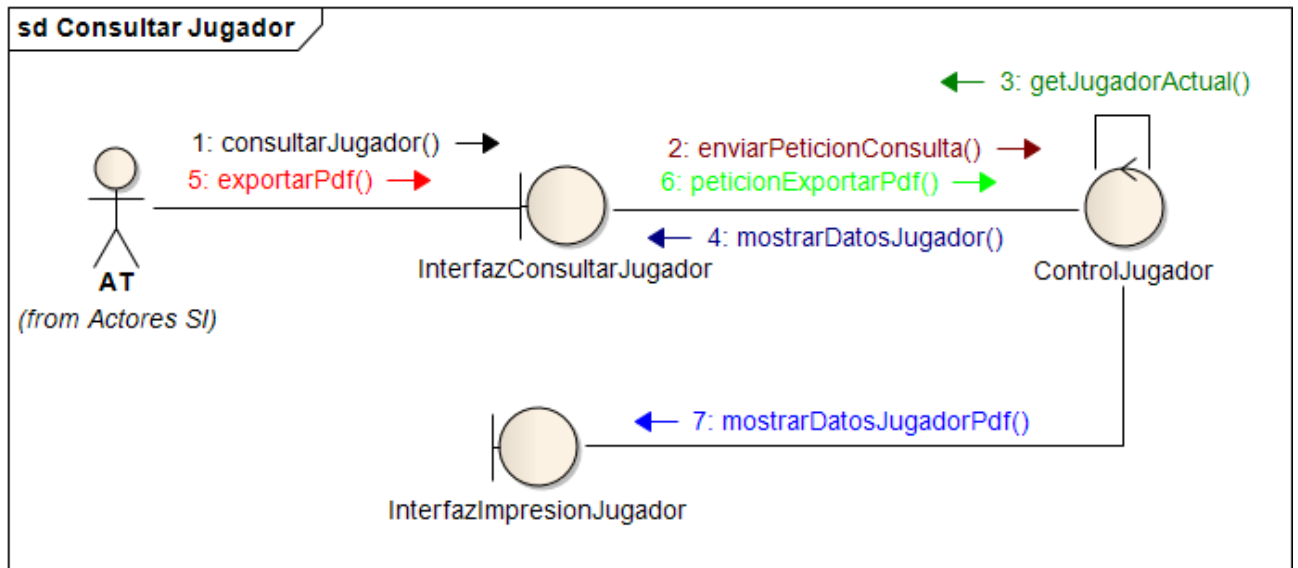 sd Consultar Jugador
3: getJugadorActual()
1: consultarJugador()
2: enviarPeticionConsulta()
5: exportarPdf()
6: peticionExportarPdf()
4: mostrarDatosJugador()
InterfazConsultarJugador
ControlJugador
AT
(from Actores SI)
7: mostrarDatosJugadorPdf()
InterfazImpresionJugador